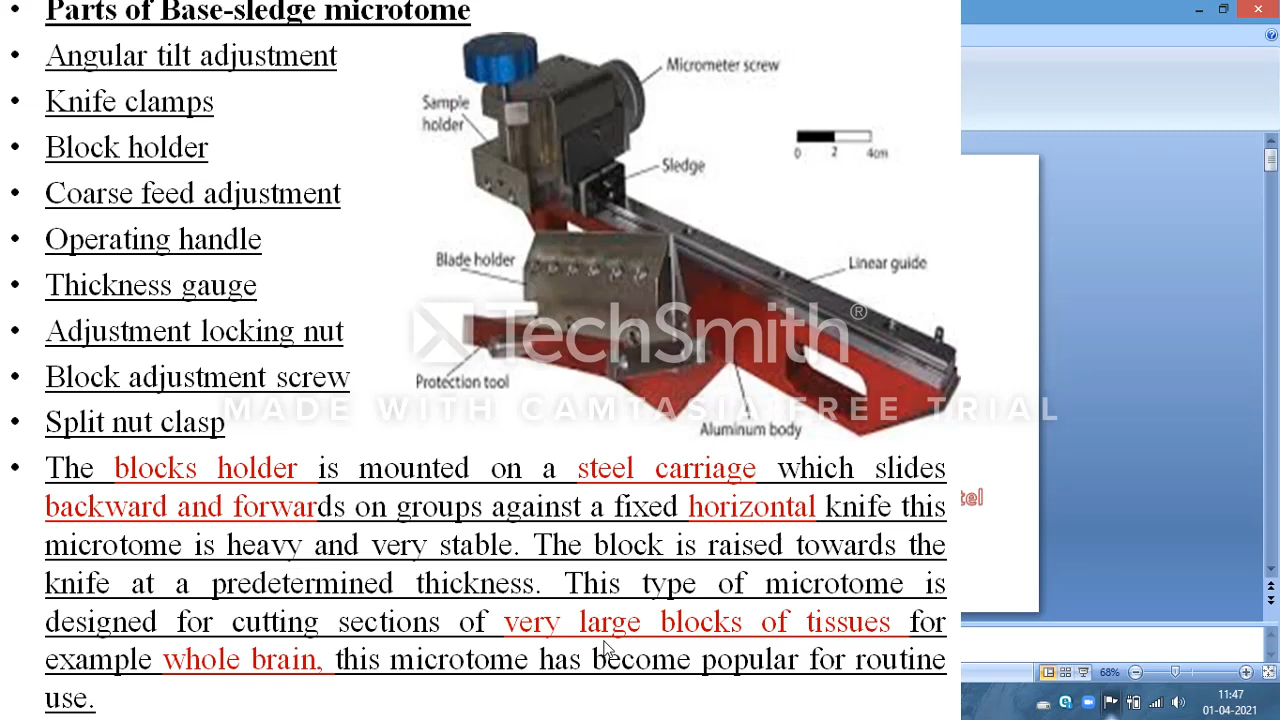 Parts of Base-sledge microtome
Angular tilt adjustment
Knife clamps
Block holder
Coarse feed adjustment
Operating handle
Thickness gauge
Adjustment locking nut
Block adjustment screw
Split nut clasp
The blocks holder is mounted on a steel carriage which slides
backward and forwards on groups against a fixed horizontal knife this
microtome is heavy and very stable. The block is raised towards the
knife at a predetermined thickness. This type of microtome is
designed for cutting sections of very large blocks of tissues for
example whole brain, this microtome has become popular for routine
use.
Micrometer screw
Sample
holder
0 2 4cm
Sledge
Blade holder
Linear guide
Protection tool
Aluminum body
TechSmith®
MADE WITH CAMTASIA FREE TRIAL
tel
68%
11:47
01-04-2021